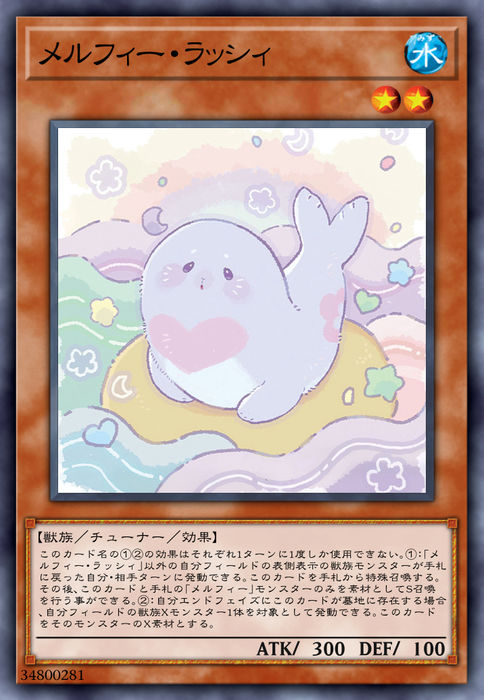 メルフィー・ラッシィ
みず
水
【獣族／チューナー／効果】
このカード名の①②の効果はそれぞれ1ターンに1度しか使用できない。①：「メ
ルフィー・ラッシィ」以外の自分フィールドの表側表示の獣族モンスターが手札
に戻った自分・相手ターンに発動できる。このカードを手札から特殊召喚する。
その後、このカードと手札の「メルフィー」モンスターのみを素材としてS召喚
を行う事ができる。②：自分エンドフェイズにこのカードが墓地に存在する場合
、自分フィールドの獣族Xモンスター1体を対象として発動できる。このカード
をそのモンスターのX素材とする。
ATK/ 300 DEF/ 100
34800281